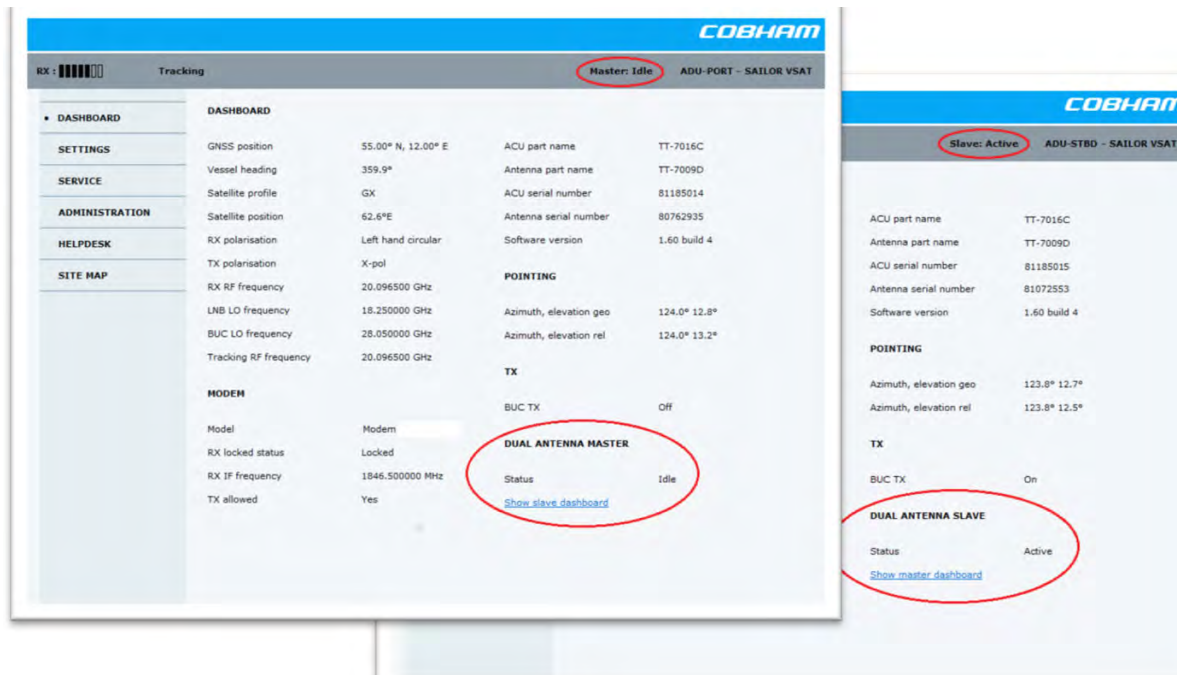 COBHAM
RX : Tracking Master: Idle ADU-PORT - SAILOR VSAT
• DASHBOARD
SETTINGS
SERVICE
ADMINISTRATION
HELPDESK
SITE MAP
DASHBOARD
GNSS position 55.00° N, 12.00° E
Vessel heading 359.9°
Satellite profile GX
Satellite position 62.6°E
RX polarisation Left hand circular
TX polarisation X-pol
RX RF frequency 20.096500 GHz
LNB LO frequency 18.250000 GHz
BUC LO frequency 28.050000 GHz
Tracking RF frequency 20.096500 GHz
MODEM
Model Modem
RX locked status Locked
RX IF frequency 1846.500000 MHz
TX allowed Yes
ACU part name TT-7016C
Antenna part name TT-7009D
ACU serial number 81185014
Antenna serial number 80762935
Software version 1.60 build 4
POINTING
Azimuth, elevation geo 124.0° 12.8°
Azimuth, elevation rel 124.0° 13.2°
TX
BUC TX Off
DUAL ANTENNA MASTER
Status Idle
Show slave dashboard
COBHAM
Slave: Active ADU-STBD - SAILOR VSAT
ACU part name TT-7016C
Antenna part name TT-7009D
ACU serial number 81185015
Antenna serial number 81072553
Software version 1.60 build 4
POINTING
Azimuth, elevation geo 123.8° 12.7°
Azimuth, elevation rel 123.8° 12.5°
TX
BUC TX On
DUAL ANTENNA SLAVE
Status Active
Show master dashboard